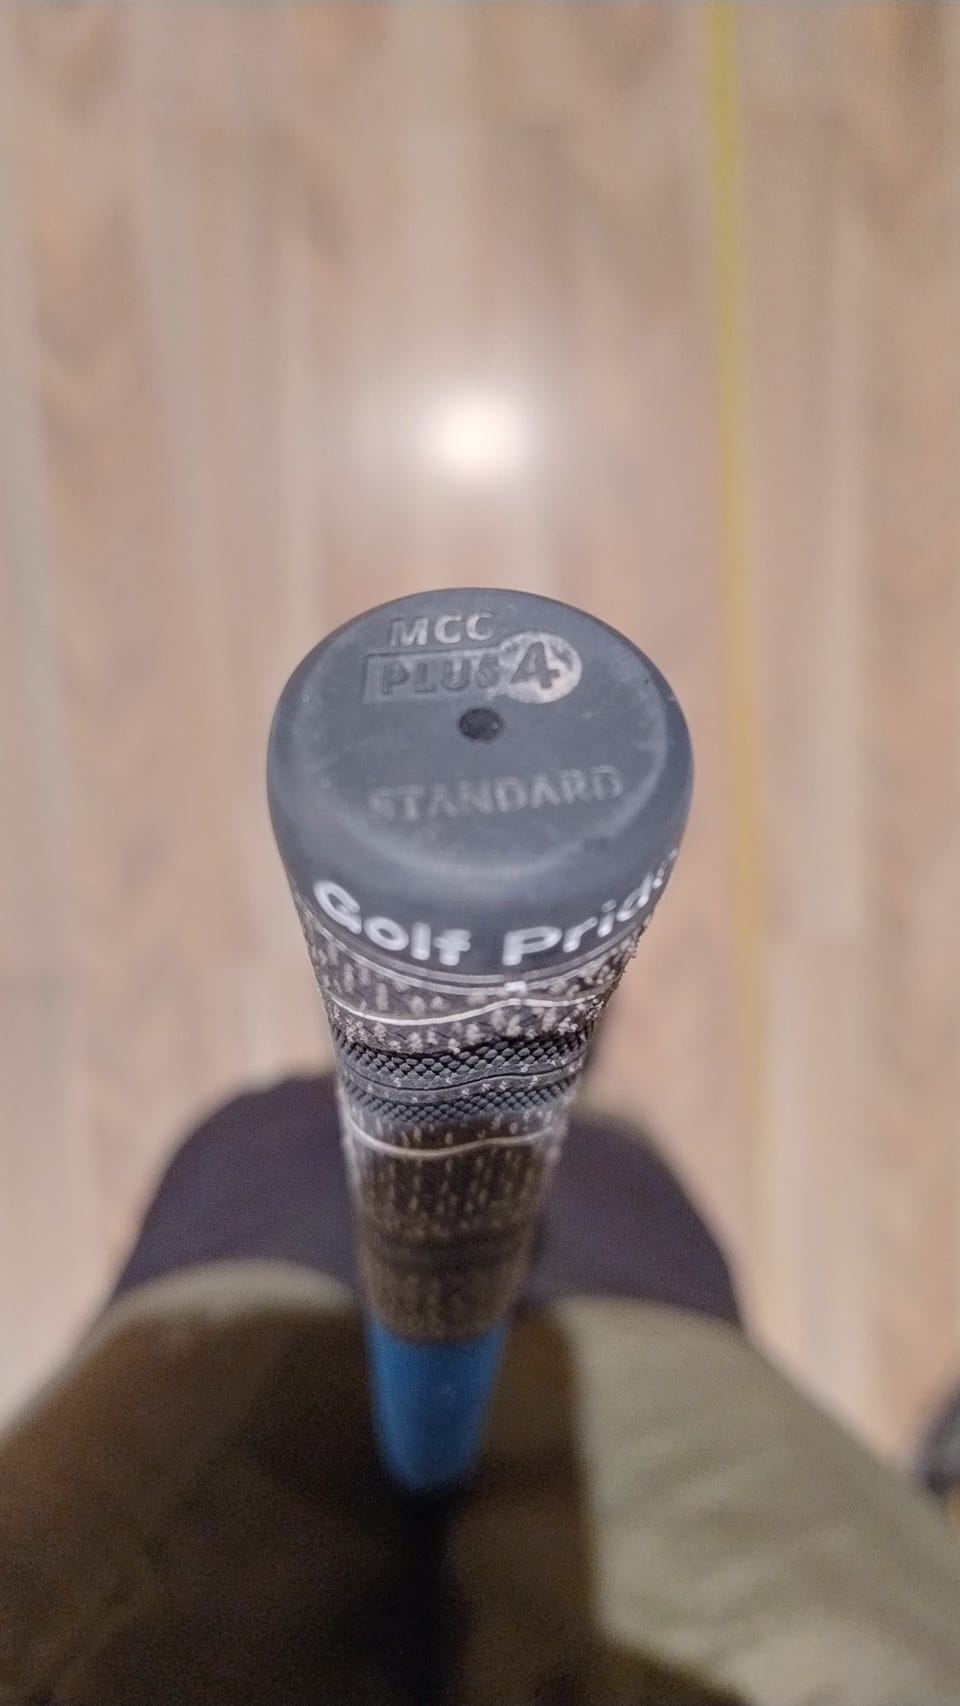 MCC
PLUS4
STANDARD
Golf Pride